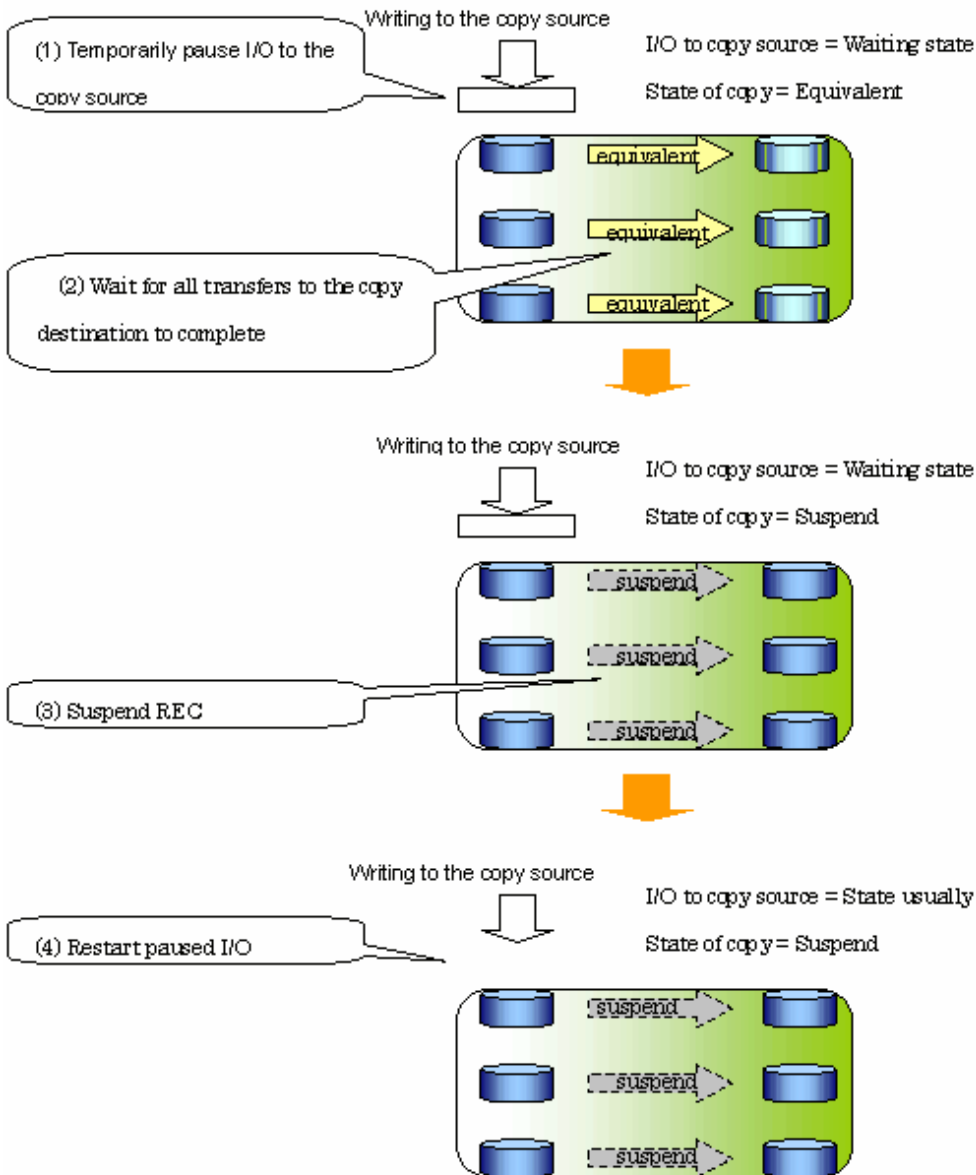 Writing to the copy source
(1) Temporarily pause I/O to the
copy source
I/O to copy source = Waiting state
State of copy = Equivalent
equivalent
equivalent
(2) Wait for all transfers to the copy
destination to complete
equivalent
Writing to the copy source
I/O to copy source = Waiting state
State of copy = Suspend
suspend
suspend
(3) Suspend REC
suspend
Writing to the copy source
I/O to copy source = State usually
(4) Restart paused I/O
State of copy = Suspend
suspend
suspend
suspend